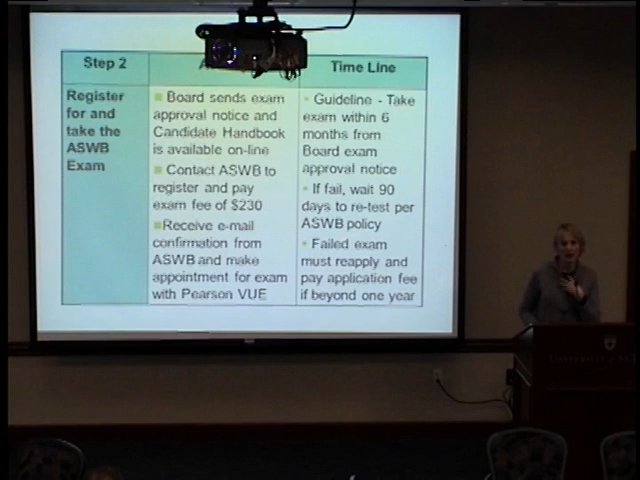 Step 2
Time Line
Register
for and
take the
ASWB
Exam
Board sends exam
approval notice and
Candidate Handbook
is available on-line
Contact ASWB to
register and pay
exam fee of $230
Receive e-mail
confirmation from
ASWB and make
appointment for exam
with Pearson VUE
Guideline - Take
exam within 6
months from
Board exam
approval notice
If fail, wait 90
days to re-test per
ASWB policy
Failed exam
must reapply and
pay application fee
if beyond one year